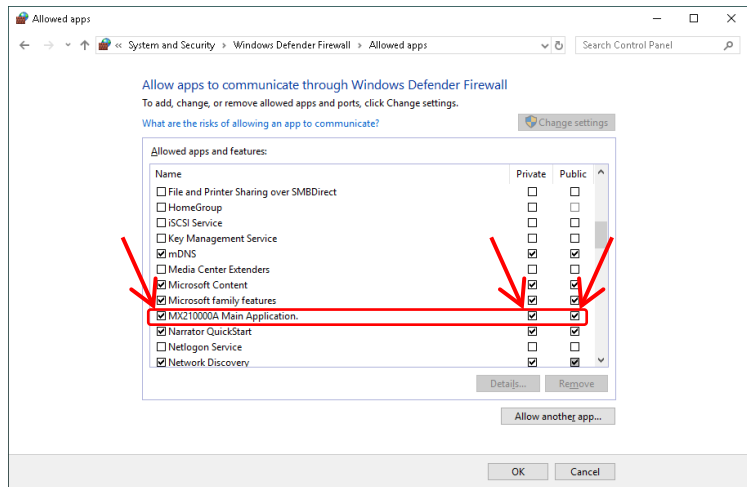 Allowed apps
« System and Security > Windows Defender Firewall > Allowed apps
Search Control Panel
Allow apps to communicate through Windows Defender Firewall
To add, change, or remove allowed apps and ports, click Change settings.
What are the risks of allowing an app to communicate?
Change settings
Allowed apps and features:
Name Private Public
File and Printer Sharing over SMBDirect
HomeGroup
iSCSI Service
Key Management Service
mDNS
Media Center Extenders
Microsoft Content
Microsoft family features
MX210000A Main Application.
Narrator QuickStart
Netlogon Service
Network Discovery
Details... Remove
Allow another app...
OK Cancel